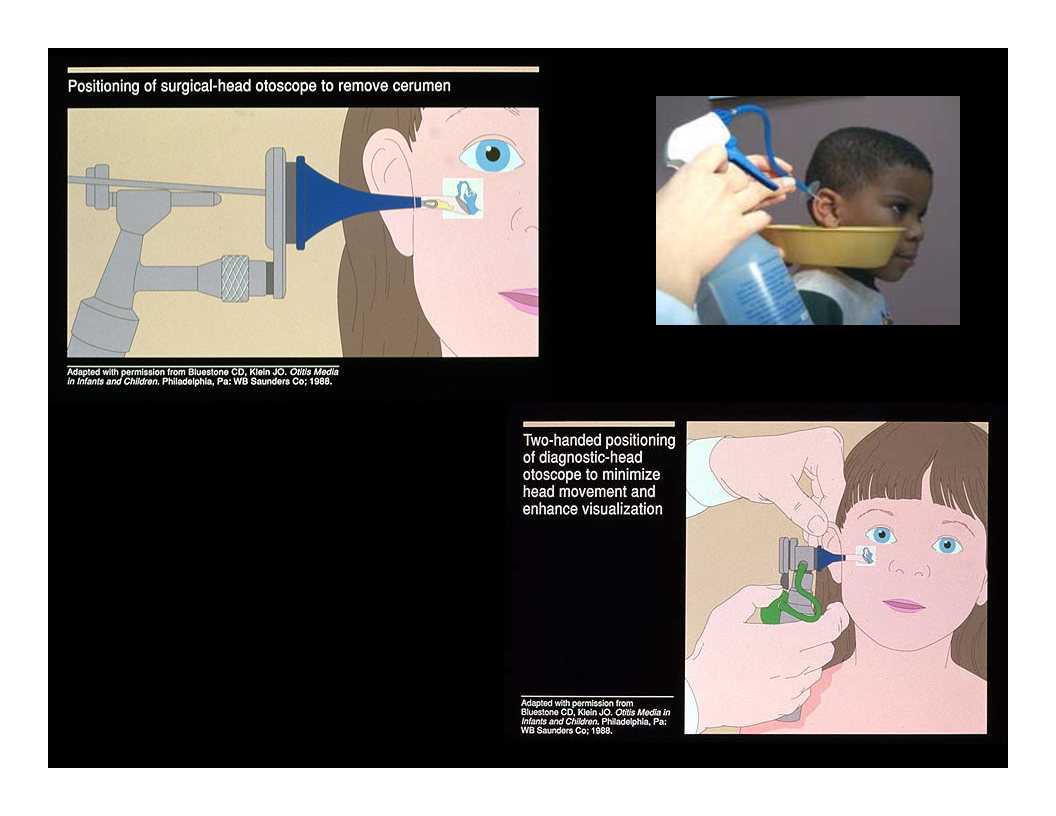 Positioning of surgical-head otoscope to remove cerumen
Adapted with permission from Bluestone CD, Klein JO. Otitis Media
in Infants and Children. Philadelphia, Pa: WB Saunders Co; 1988.
Two-handed positioning
of diagnostic-head
otoscope to minimize
head movement and
enhance visualization
Adapted with permission from
Bluestone CD, Klein JO. Otitis Media in
Infants and Children. Philadelphia, Pa:
WB Saunders Co; 1988.